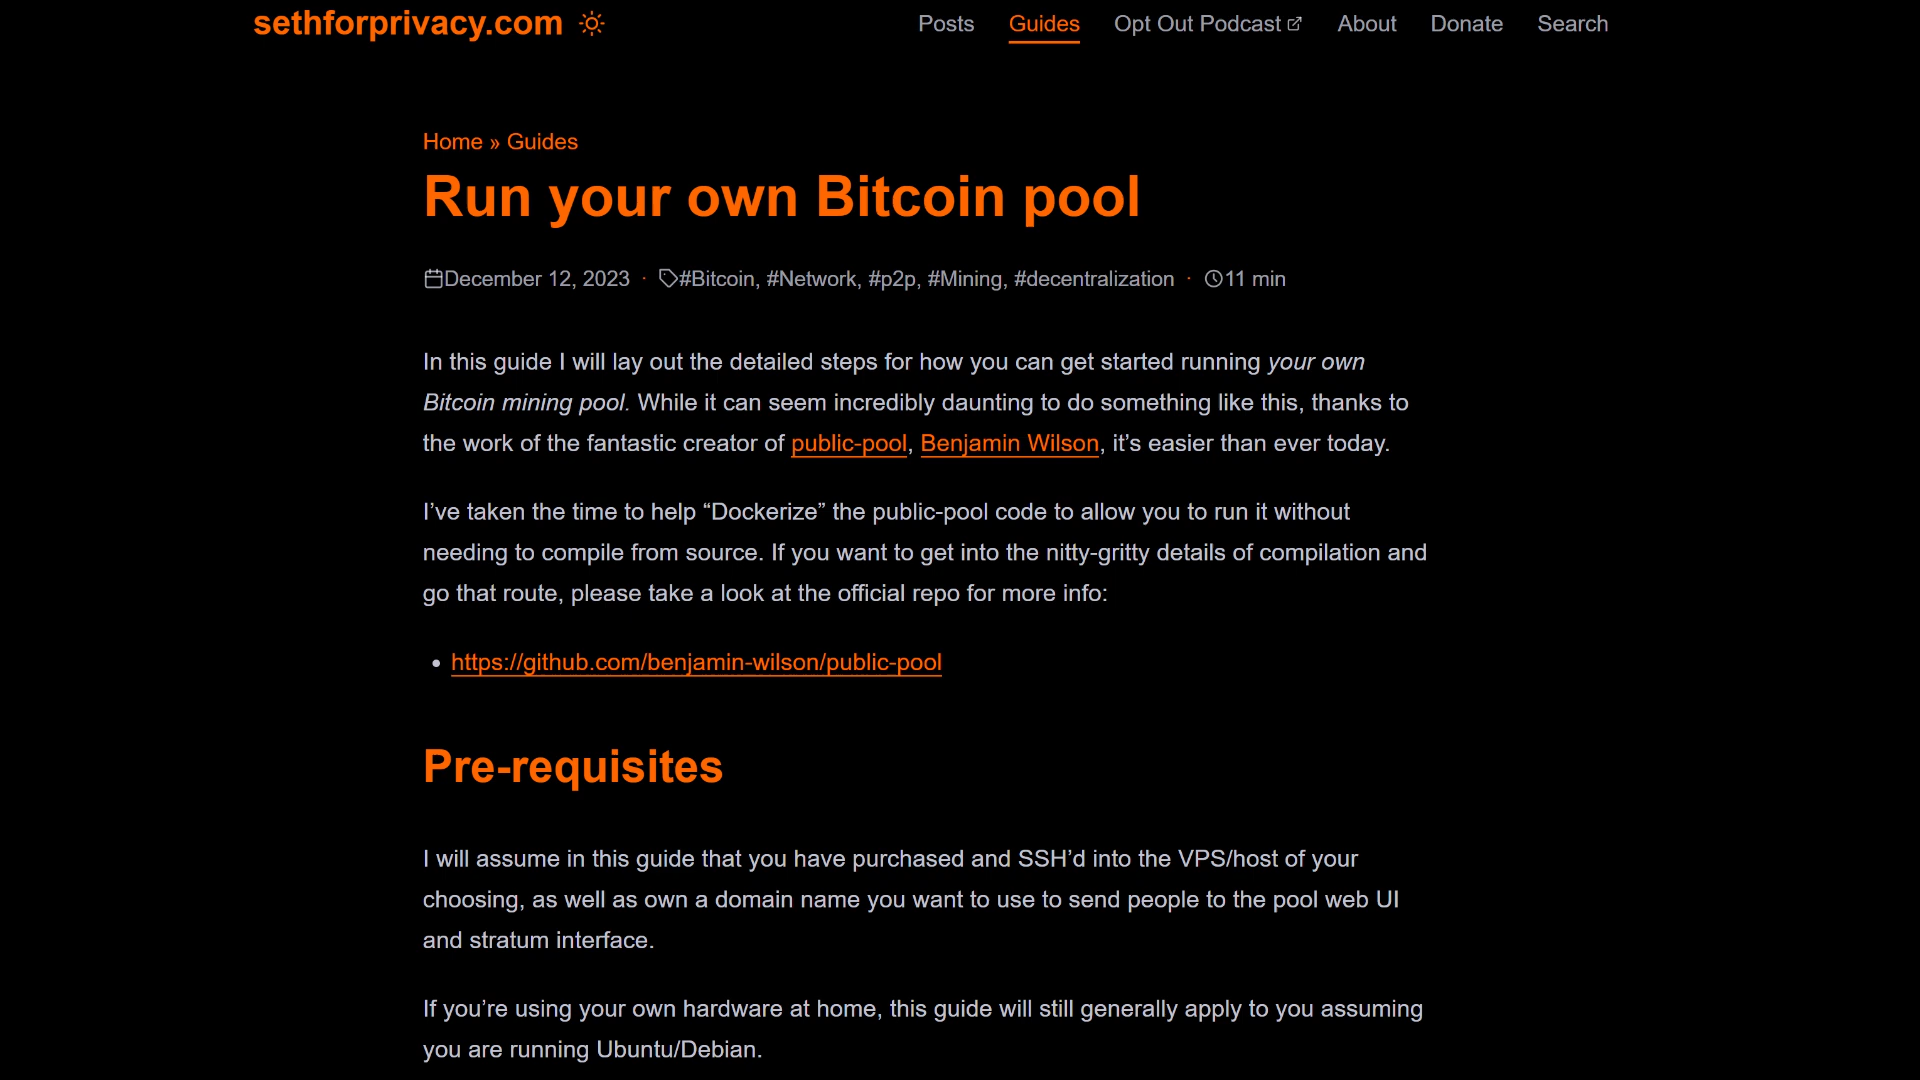 sethforprivacy.com
Posts Guides Opt Out Podcast About Donate Search
Home » Guides
Run your own Bitcoin pool
December 12, 2023 · #Bitcoin, #Network, #p2p, #Mining, #decentralization · 11 min
In this guide I will lay out the detailed steps for how you can get started running your own
Bitcoin mining pool. While it can seem incredibly daunting to do something like this, thanks to
the work of the fantastic creator of public-pool, Benjamin Wilson, it’s easier than ever today.
I’ve taken the time to help “Dockerize” the public-pool code to allow you to run it without
needing to compile from source. If you want to get into the nitty-gritty details of compilation and
go that route, please take a look at the official repo for more info:
• https://github.com/benjamin-wilson/public-pool
Pre-requisites
I will assume in this guide that you have purchased and SSH’d into the VPS/host of your
choosing, as well as own a domain name you want to use to send people to the pool web UI
and stratum interface.
If you’re using your own hardware at home, this guide will still generally apply to you assuming
you are running Ubuntu/Debian.